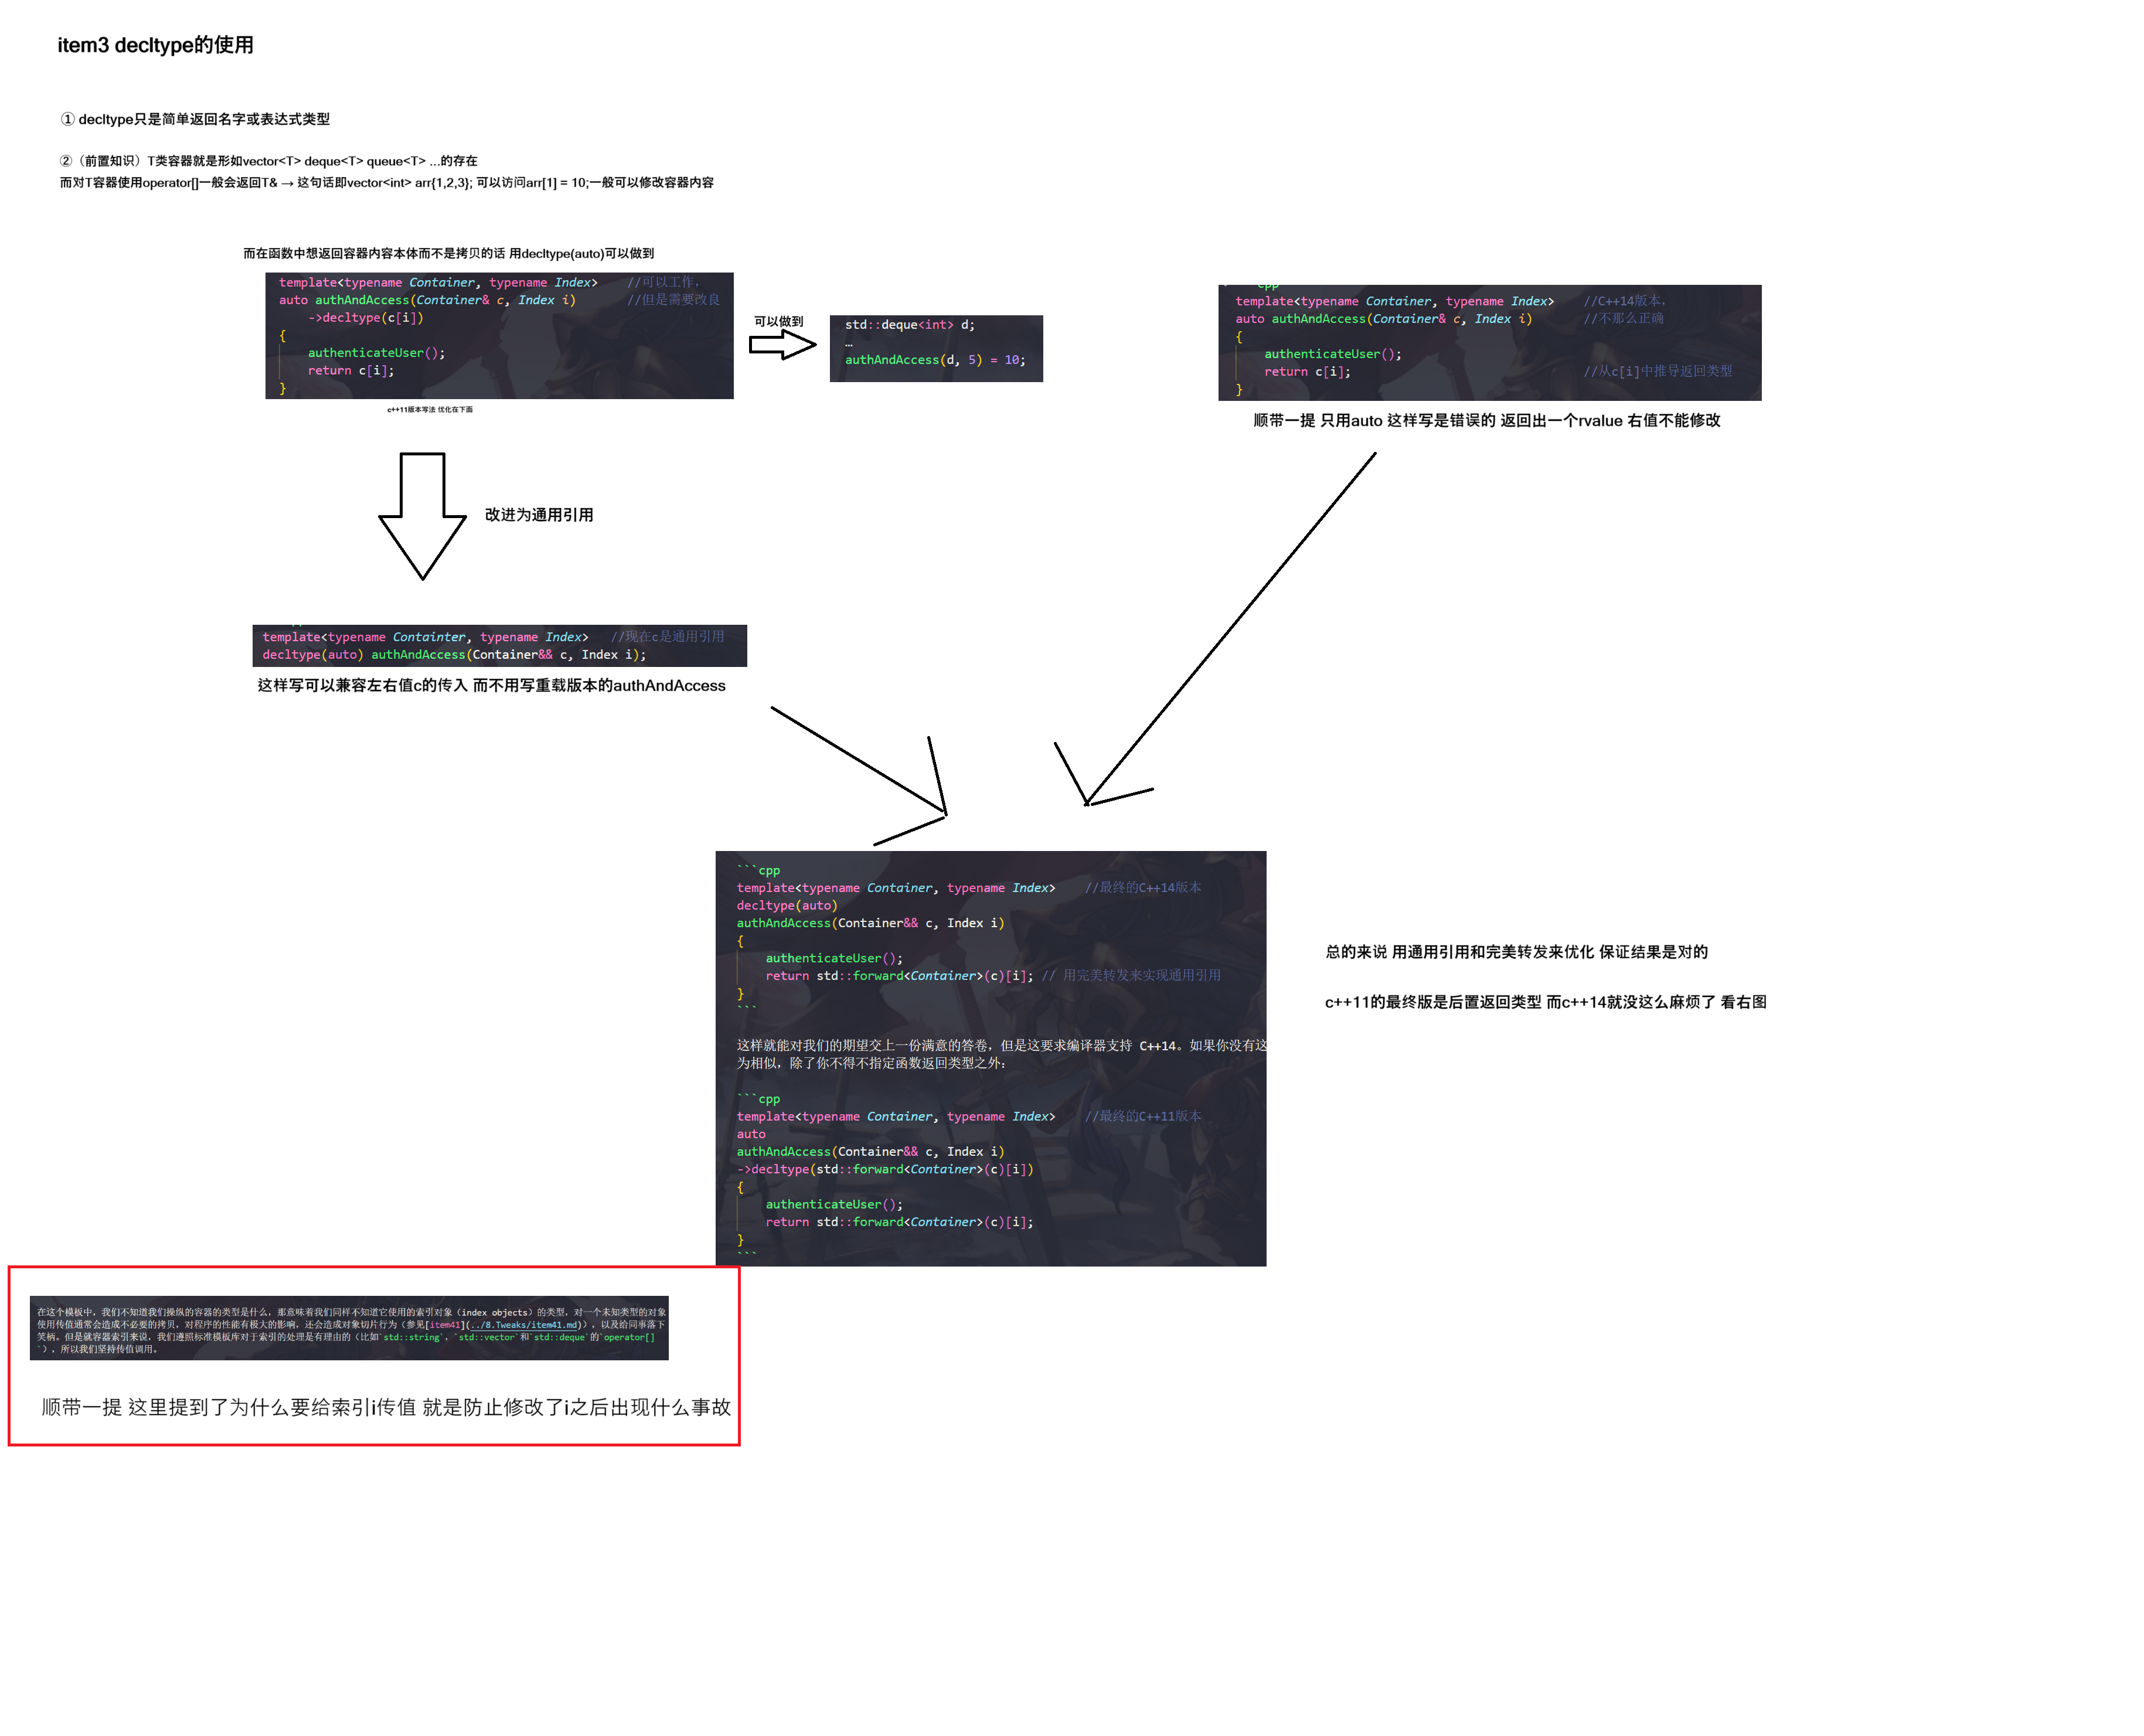 item3 decltype的使用
① decltype只是简单返回名字或表达式类型
②（前置知识）T类容器就是形如vector<T> deque<T> queue<T> ...的存在
而对T容器使用operator[]一般会返回T& → 这句话即vector<int> arr{1,2,3}; 可以访问arr[1] = 10;一般可以修改容器内容
而在函数中想返回容器内容本体而不是拷贝的话 用decltype(auto)可以做到
template<typename Container, typename Index>    //可以工作，
auto authAndAccess(Container& c, Index i)       //但是需要改良
    ->decltype(c[i])
{
    authenticateUser();
    return c[i];
}
c++11版本写法 优化在下面
可以做到
std::deque<int> d;
…
authAndAccess(d, 5) = 10;
cpp
template<typename Container, typename Index>    //C++14版本，
auto authAndAccess(Container& c, Index i)       //不那么正确
{
    authenticateUser();
    return c[i];                                //从c[i]中推导返回类型
}
顺带一提 只用auto 这样写是错误的 返回出一个rvalue 右值不能修改
改进为通用引用
template<typename Containter, typename Index>   //现在c是通用引用
decltype(auto) authAndAccess(Container&& c, Index i);
这样写可以兼容左右值c的传入 而不用写重载版本的authAndAccess
```cpp
template<typename Container, typename Index>    //最终的C++14版本
decltype(auto)
authAndAccess(Container&& c, Index i)
{
    authenticateUser();
    return std::forward<Container>(c)[i]; // 用完美转发来实现通用引用
}
```
这样就能对我们的期望交上一份满意的答卷，但是这要求编译器支持 C++14。如果你没有这
为相似，除了你不得不指定函数返回类型之外：
```cpp
template<typename Container, typename Index>    //最终的C++11版本
auto
authAndAccess(Container&& c, Index i)
->decltype(std::forward<Container>(c)[i])
{
    authenticateUser();
    return std::forward<Container>(c)[i];
}
```
总的来说 用通用引用和完美转发来优化 保证结果是对的
c++11的最终版是后置返回类型 而c++14就没这么麻烦了 看右图
在这个模板中，我们不知道我们操纵的容器的类型是什么，那意味着我们同样不知道它使用的索引对象（index objects）的类型，对一个未知类型的对象
使用传值通常会造成不必要的拷贝，对程序的性能有极大的影响，还会造成对象切片行为（参见[item41](../8.Tweaks/item41.md)），以及给同事落下
笑柄。但是就容器索引来说，我们遵照标准模板库对于索引的处理是有理由的（比如`std::string`，`std::vector`和`std::deque`的`operator[]
`），所以我们坚持传值调用。
顺带一提 这里提到了为什么要给索引i传值 就是防止修改了i之后出现什么事故